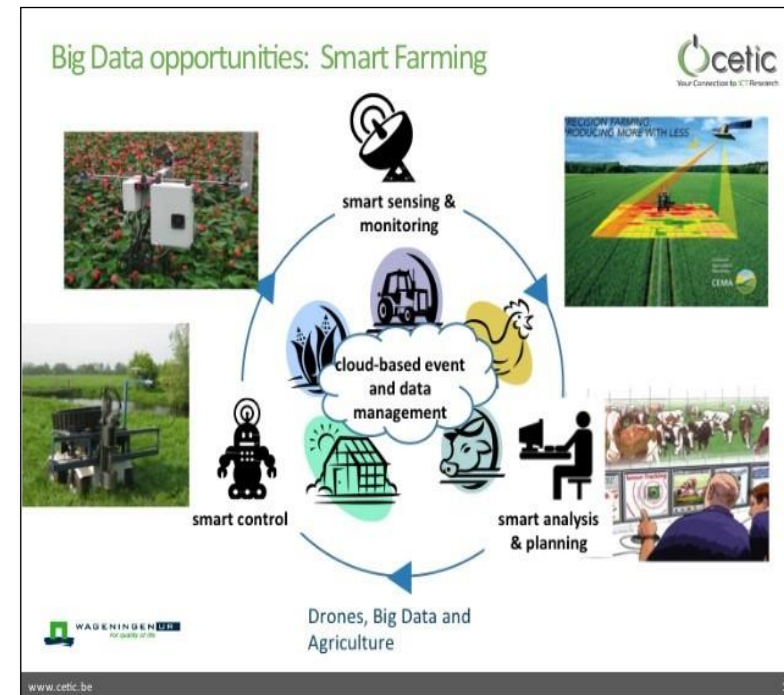 Big Data opportunities: Smart Farming
cetic
Your Connection to ICT Research
smart sensing &
monitoring
PRECISION FARMING:
PRODUCING MORE WITH LESS
CEMA
cloud-based event
and data
management
smart control
smart analysis
& planning
Sensor Tracking
Drones, Big Data and
Agriculture
WAGENINGEN UR
For quality of life
www.cetic.be